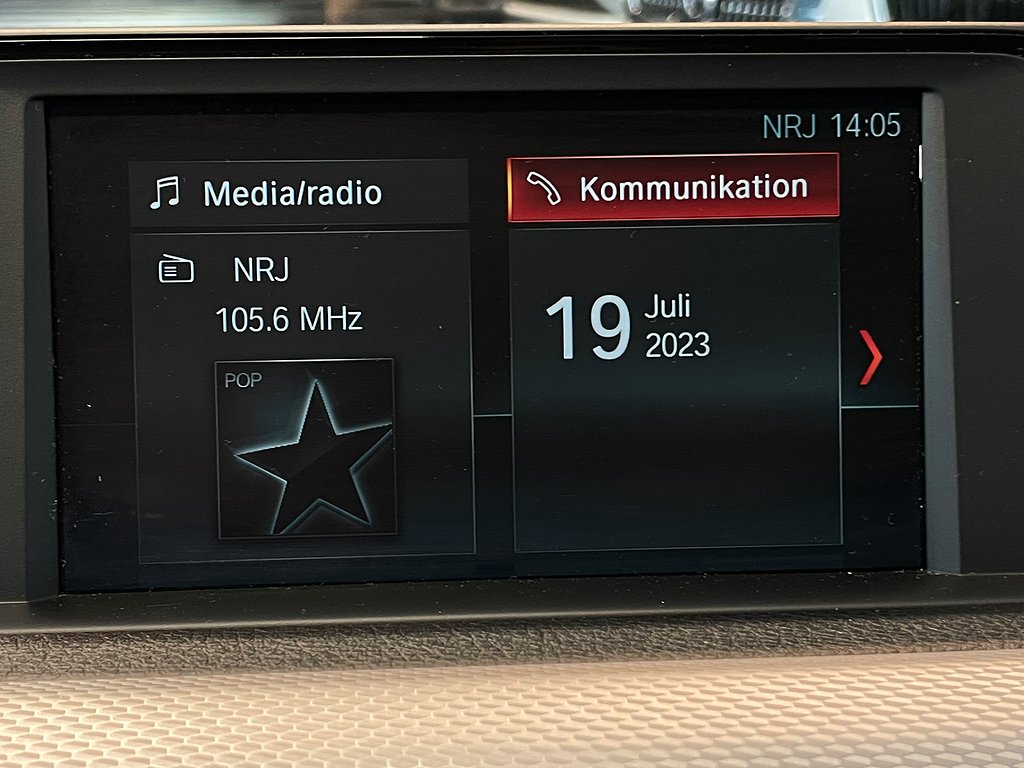 NRJ 14:05
Media/radio
NRJ
105.6 MHz
POP
Kommunikation
19 Juli
2023